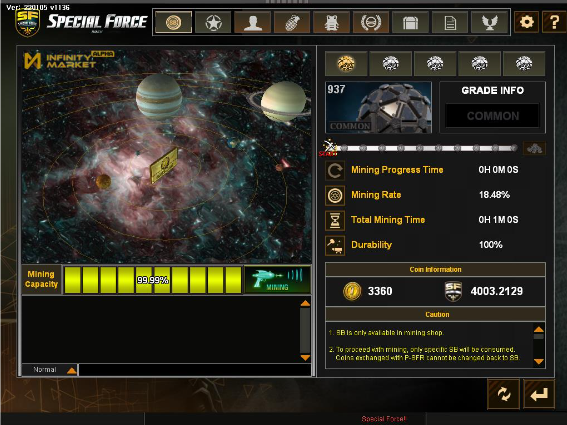 Ver: 220105 v1136
SF
SPECIAL FORCE
?
INFINITY MARKET ALPHA
937
COMMON
GRADE INFO
COMMON
Mining Progress Time 0H 0M 0S
Mining Rate 18.48%
Total Mining Time 0H 1M 0S
Durability 100%
Mining Capacity
99.99%
MINING
Coin Information
3360
SF
4003.2129
Caution
1. SB is only available in mining shop.
2. To proceed with mining, only specific SB will be consumed.
Coins exchanged with P-SFR cannot be changed back to SB.
Normal
Special Force!